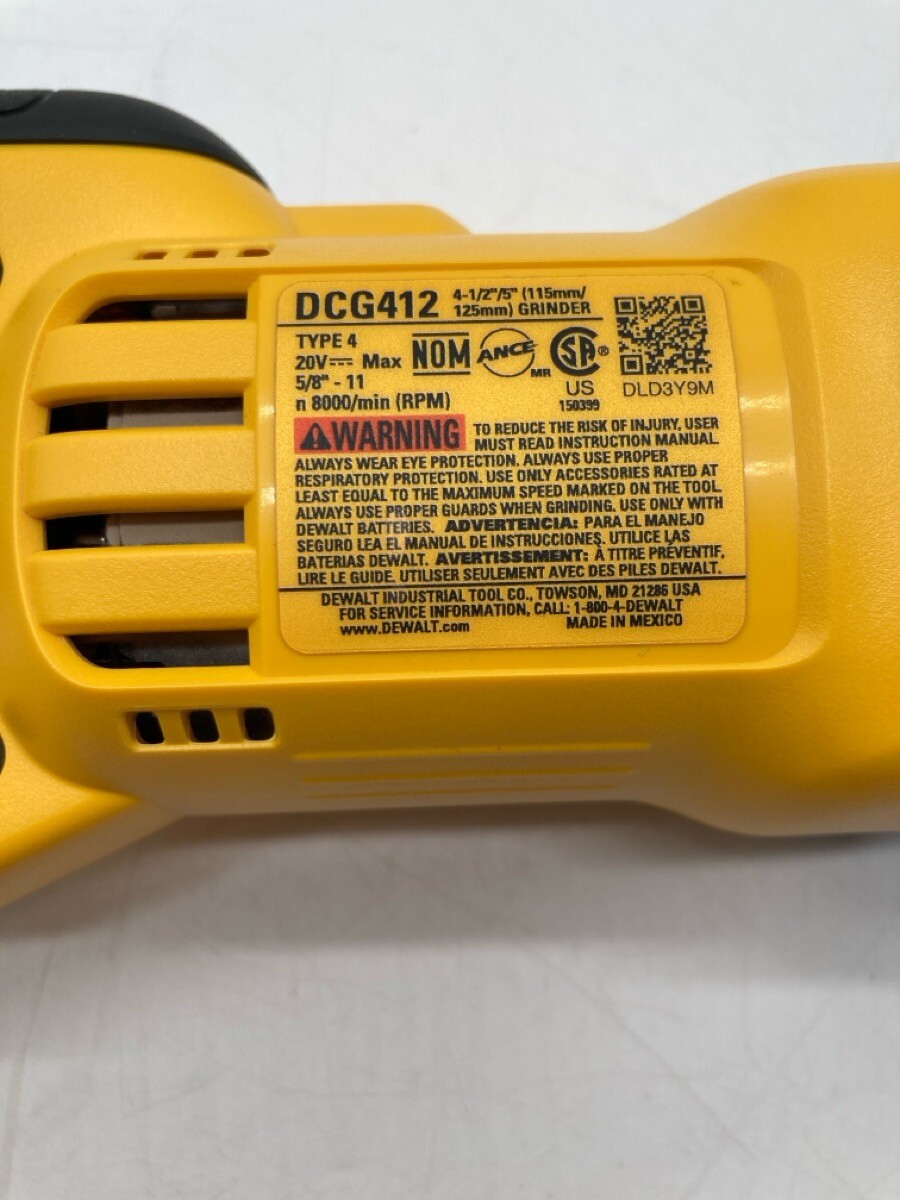 DCG412 4-1/2"/5" (115mm/
125mm) GRINDER
TYPE 4
20V⎓ Max NOM ANCE MR SA®
5/8" - 11 US DLD3Y9M
n 8000/min (RPM) 150399
⚠WARNING TO REDUCE THE RISK OF INJURY, USER
MUST READ INSTRUCTION MANUAL.
ALWAYS WEAR EYE PROTECTION. ALWAYS USE PROPER
RESPIRATORY PROTECTION. USE ONLY ACCESSORIES RATED AT
LEAST EQUAL TO THE MAXIMUM SPEED MARKED ON THE TOOL.
ALWAYS USE PROPER GUARDS WHEN GRINDING. USE ONLY WITH
DEWALT BATTERIES. ADVERTENCIA: PARA EL MANEJO
SEGURO LEA EL MANUAL DE INSTRUCCIONES. UTILICE LAS
BATERIAS DEWALT. AVERTISSEMENT: À TITRE PRÉVENTIF,
LIRE LE GUIDE. UTILISER SEULEMENT AVEC DES PILES DEWALT.
DEWALT INDUSTRIAL TOOL CO., TOWSON, MD 21286 USA
FOR SERVICE INFORMATION, CALL: 1-800-4-DEWALT
www.DEWALT.com MADE IN MEXICO